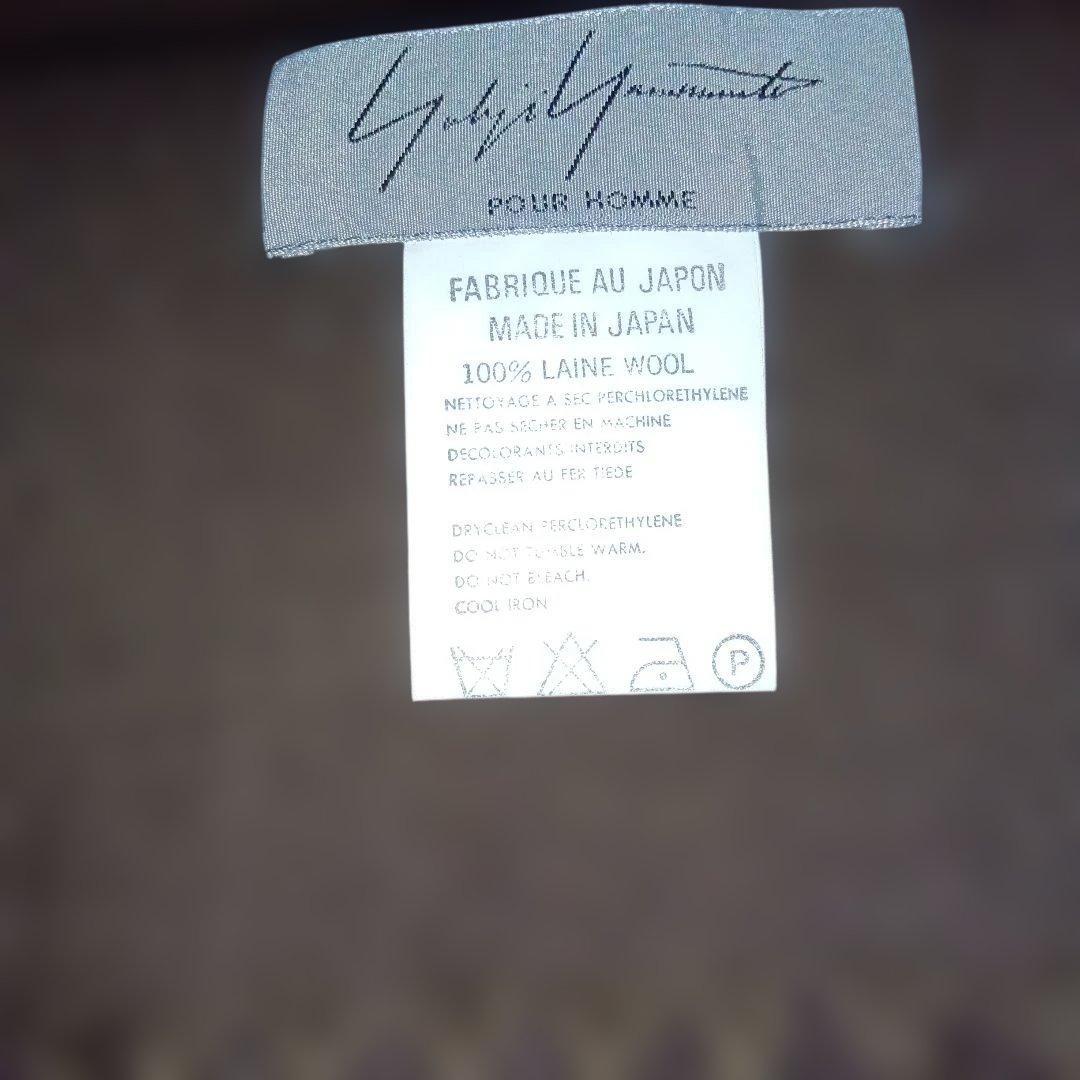 Yohji Yamamoto
POUR HOMME
FABRIQUE AU JAPON
MADE IN JAPAN
100% LAINE WOOL
NETTOYAGE A SEC PERCHLORETHYLENE
NE PAS SECHER EN MACHINE
DECOLORANTS INTERDITS
REPASSER AU FER TIEDE
DRYCLEAN PERCLORETHYLENE
DO NOT TUMBLE WARM.
DO NOT BLEACH.
COOL IRON
P